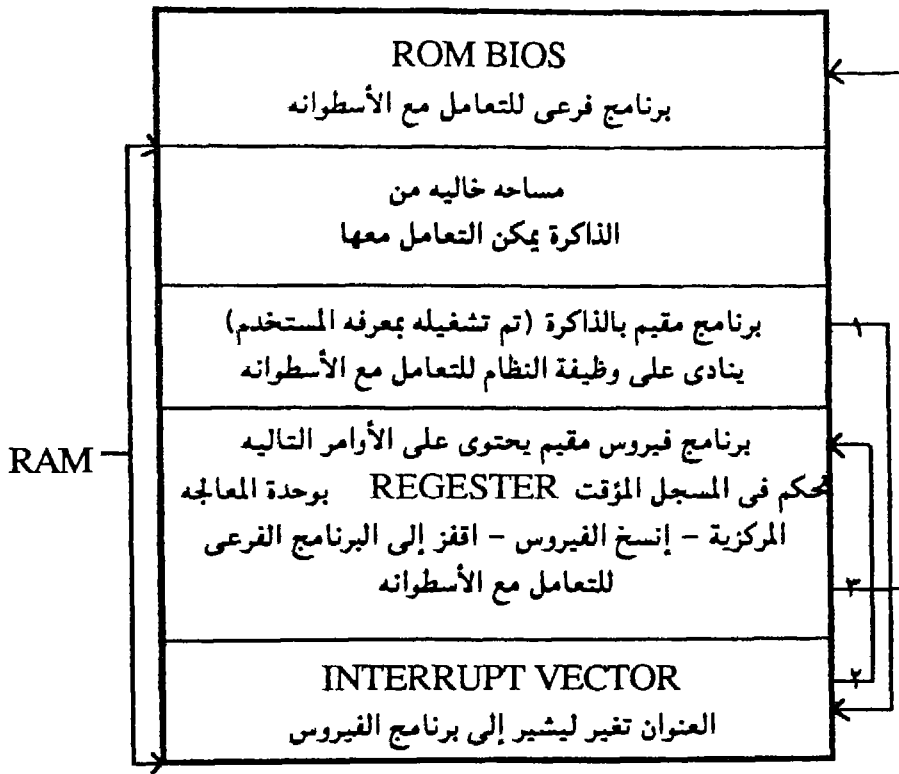 ROM BIOS
برنامج فرعى للتعامل مع الأسطوانه
مساحه خاليه من
الذاكرة يمكن التعامل معها
برنامج مقيم بالذاكرة (تم تشغيله بمعرفه المستخدم)
ينادى على وظيفة النظام للتعامل مع الأسطوانه
١
برنامج فيروس مقيم يحتوى على الأوامر التاليه
تحكم فى المسجل المؤقت REGESTER بوحدة المعالجه
المركزية – إنسخ الفيروس – اقفز إلى البرنامج الفرعى
للتعامل مع الأسطوانه
٣
RAM
INTERRUPT VECTOR
٢
العنوان تغير ليشير إلى برنامج الفيروس